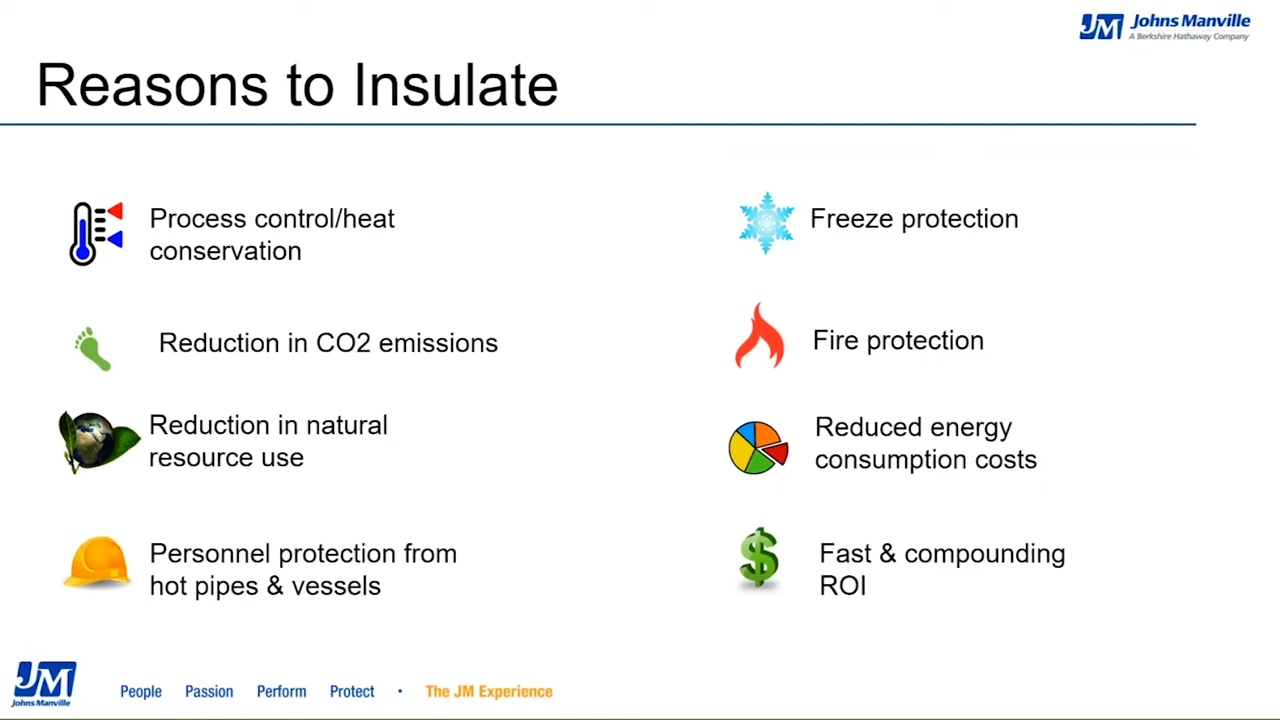 JM Johns Manville
A Berkshire Hathaway Company
Reasons to Insulate
Process control/heat
conservation
Reduction in CO2 emissions
Reduction in natural
resource use
Personnel protection from
hot pipes & vessels
Freeze protection
Fire protection
Reduced energy
consumption costs
$
Fast & compounding
ROI
JM
Johns Manville
People Passion Perform Protect • The JM Experience